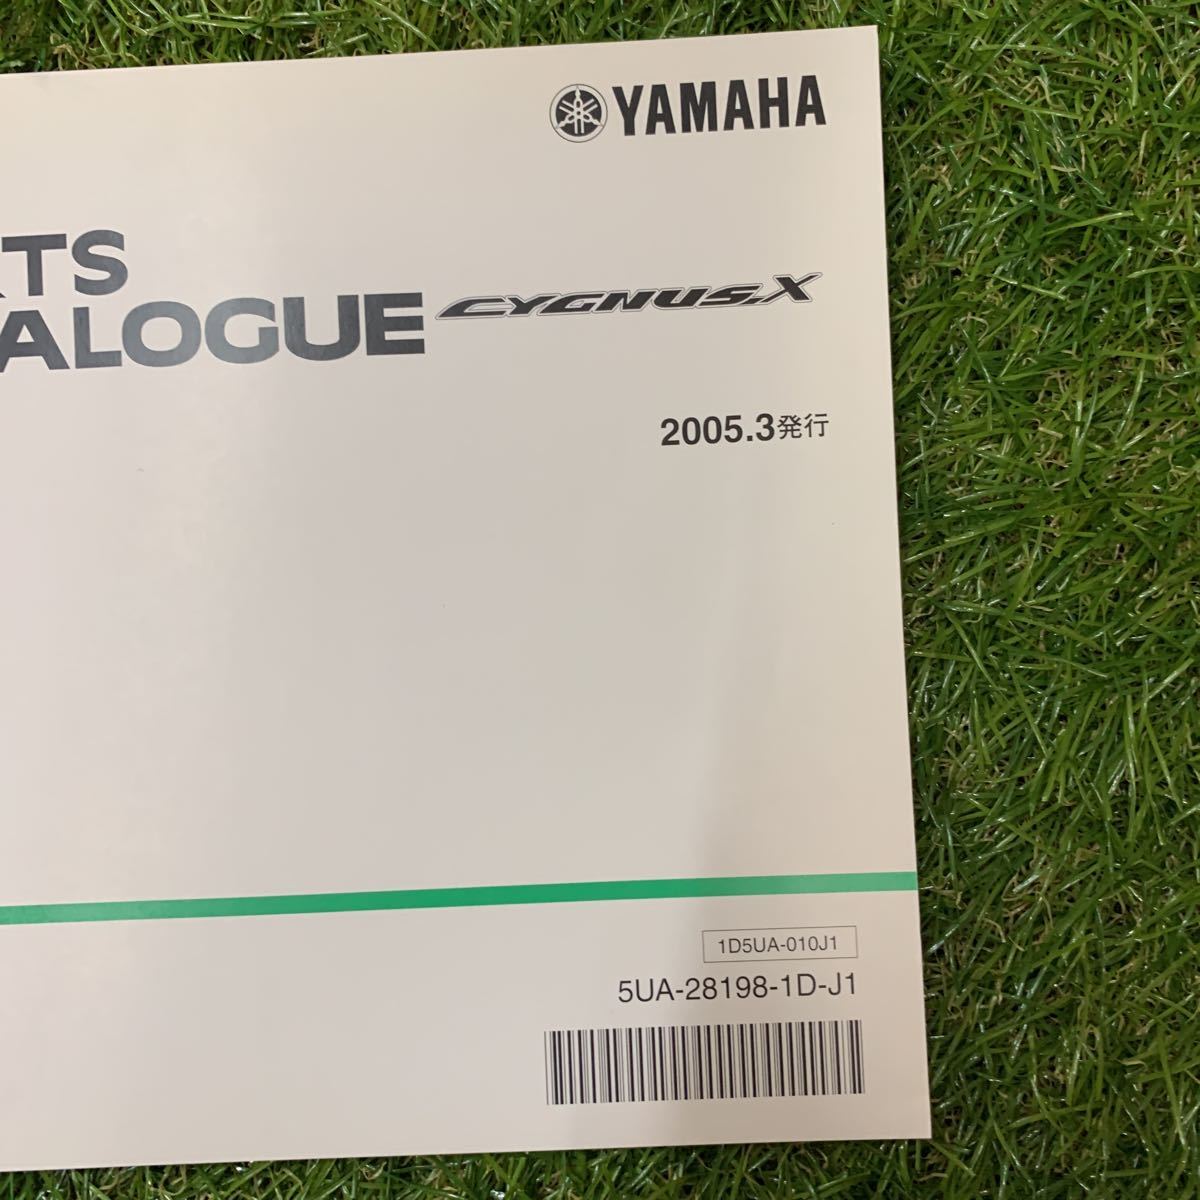 YAMAHA
RTS
ALOGUE CYGNUS.X
2005.3発行
1D5UA-010J1
5UA-28198-1D-J1